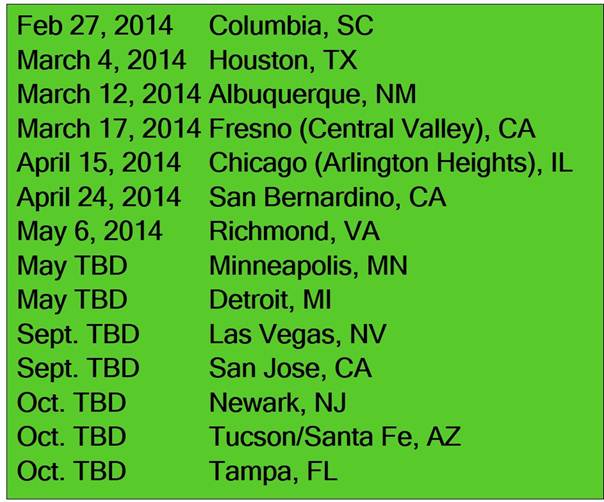 Feb 27, 2014 Columbia, SC
March 4, 2014 Houston, TX
March 12, 2014 Albuquerque, NM
March 17, 2014 Fresno (Central Valley), CA
April 15, 2014 Chicago (Arlington Heights), IL
April 24, 2014 San Bernardino, CA
May 6, 2014 Richmond, VA
May TBD Minneapolis, MN
May TBD Detroit, MI
Sept. TBD Las Vegas, NV
Sept. TBD San Jose, CA
Oct. TBD Newark, NJ
Oct. TBD Tucson/Santa Fe, AZ
Oct. TBD Tampa, FL